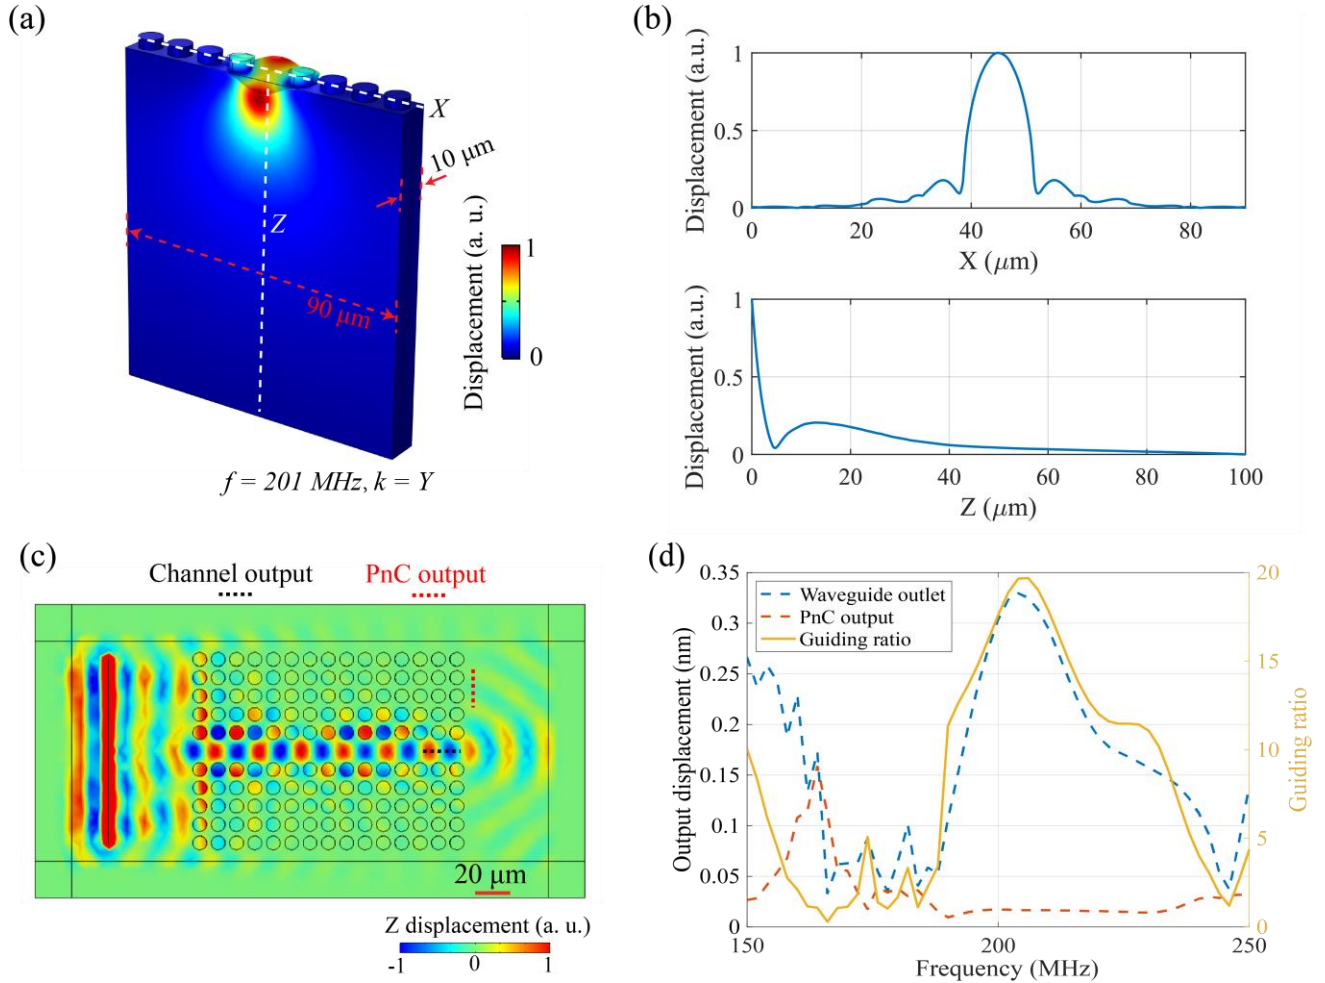 (a)
X
10 μm
Z
90 μm
Displacement (a. u.)
1
0
f = 201 MHz, k = Y
(b)
Displacement (a.u.)
1
0.5
0
0
20
40
60
80
X (μm)
Displacement (a.u.)
1
0.5
0
0
20
40
60
80
100
Z (μm)
(c)
Channel output
PnC output
20 μm
Z displacement (a. u.)
-1
0
1
(d)
Output displacement (nm)
0.35
0.3
0.25
0.2
0.15
0.1
0.05
0
Waveguide outlet
PnC output
Guiding ratio
20
15
10
5
0
Guiding ratio
150
200
250
Frequency (MHz)